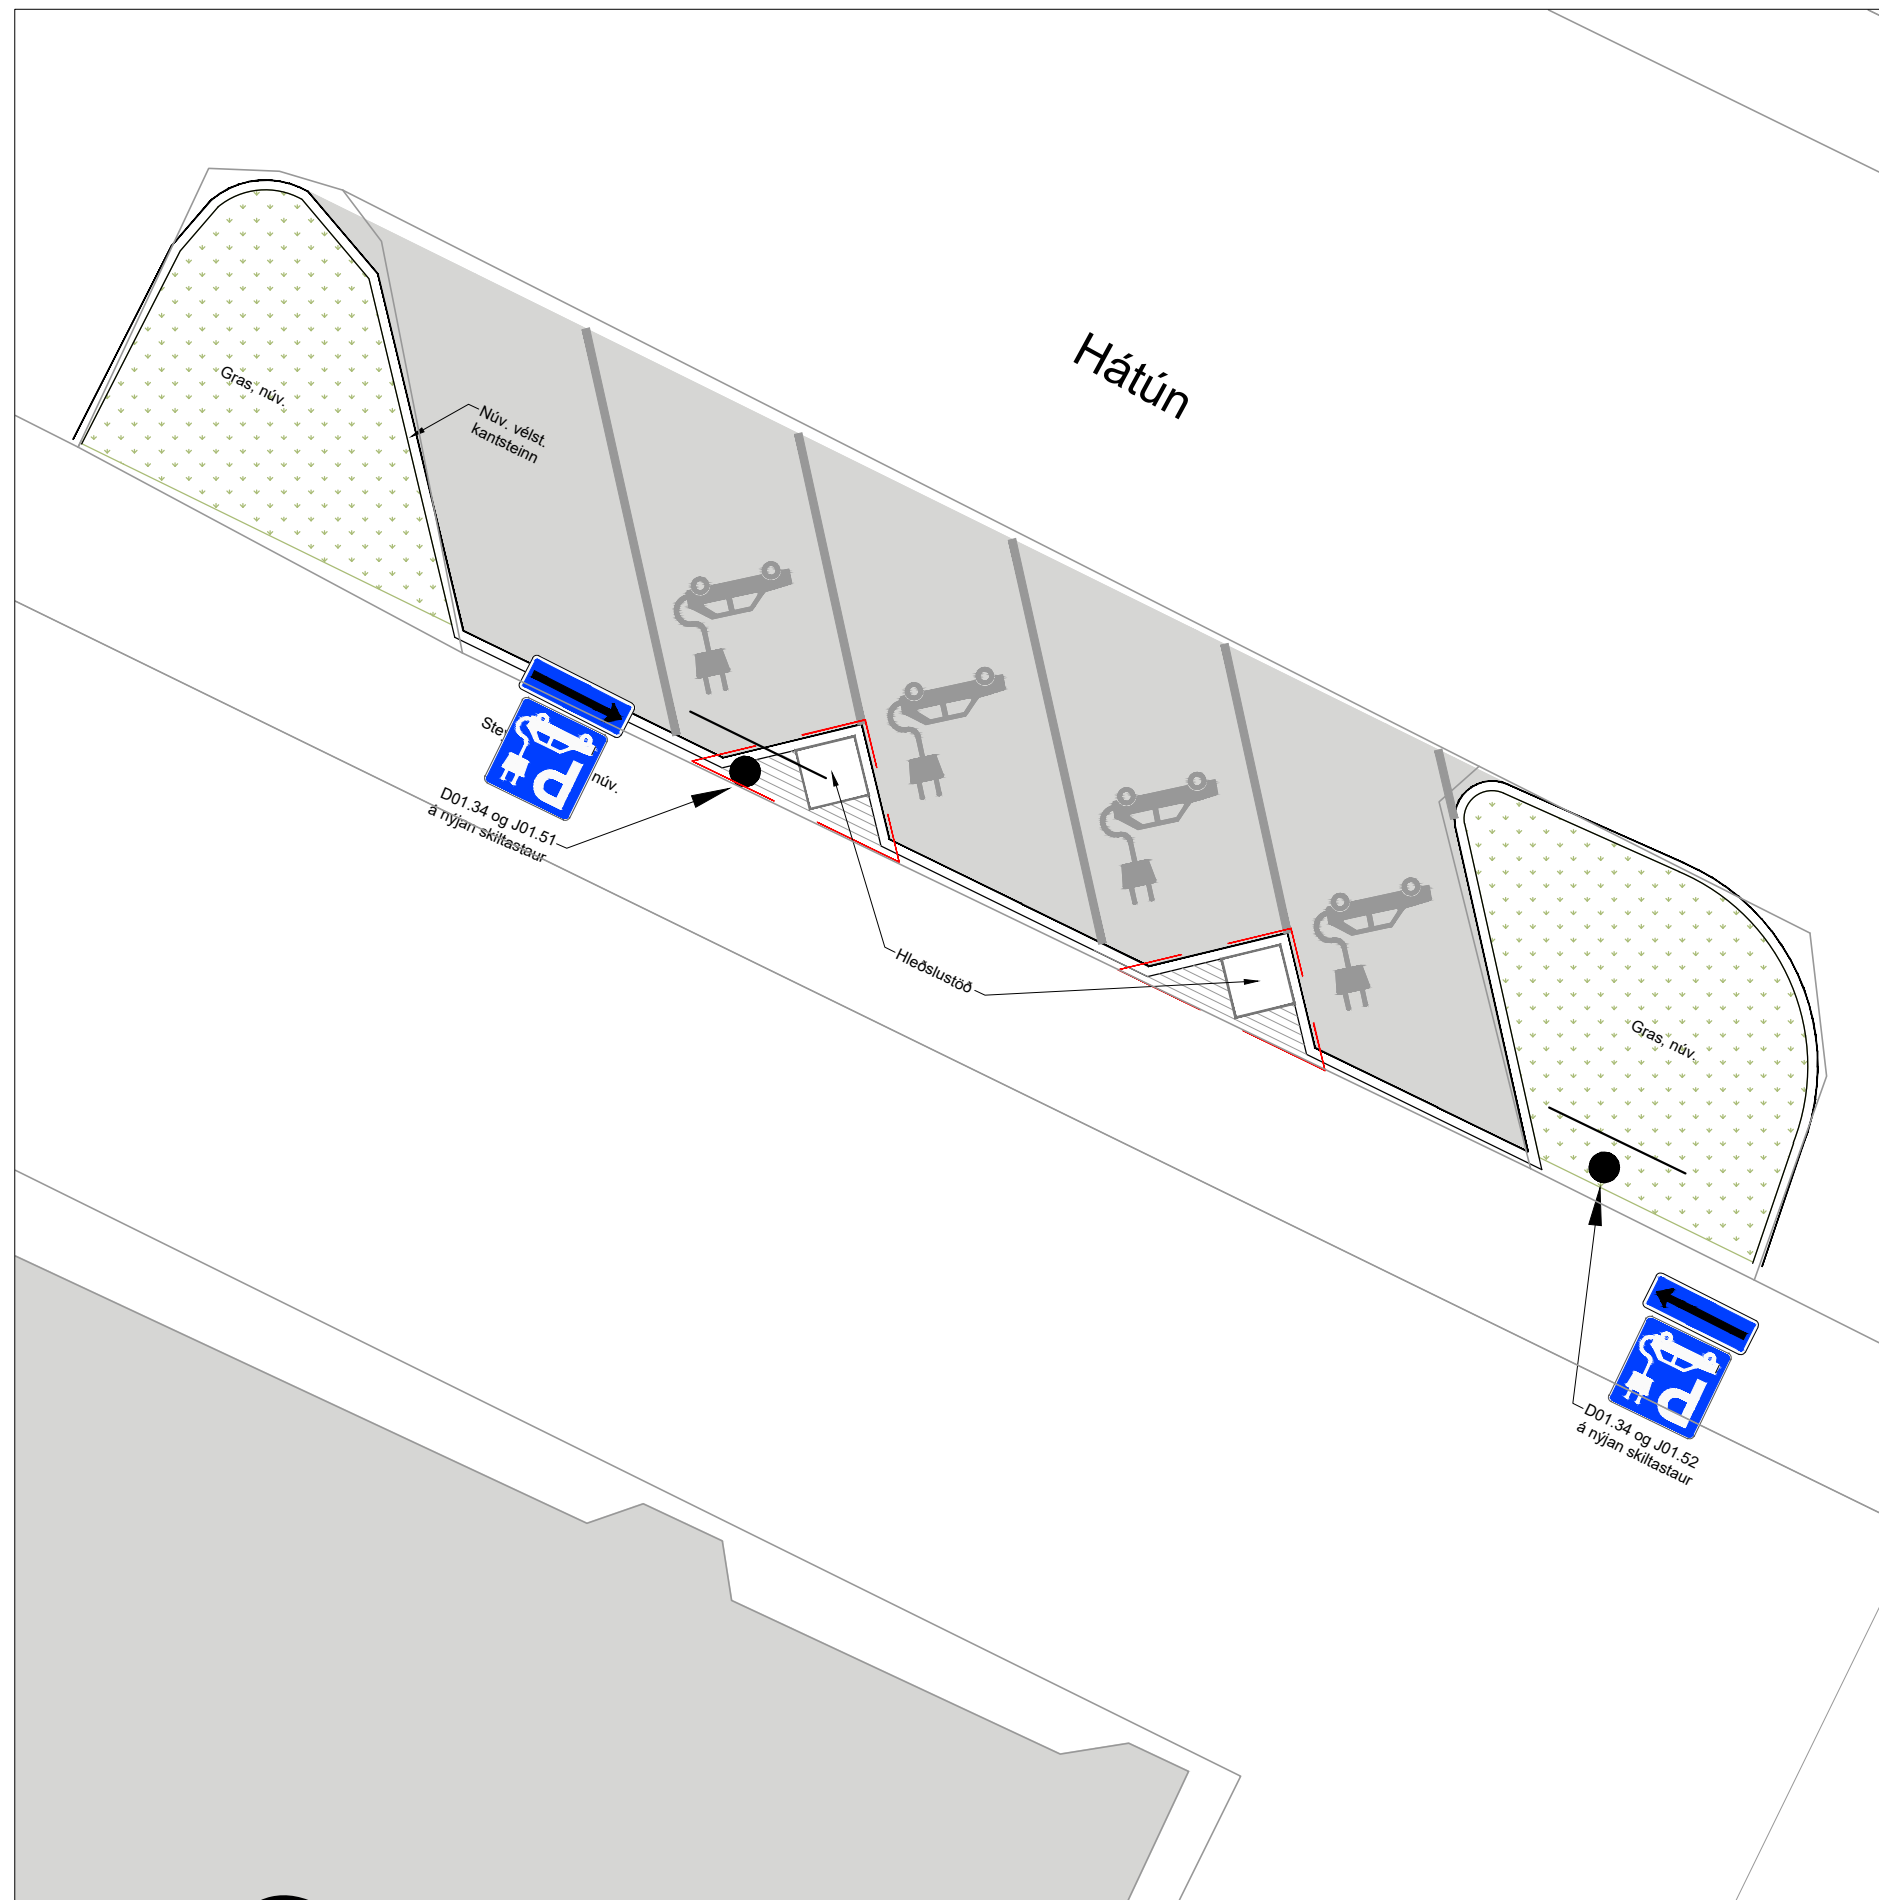 Hátún
Gras, núv.
Núv. vélst.
kantsteinn
núv.
D01.34 og J01.51
á nýjan skiltastaur
Hleðslustöð
Gras, núv.
D01.34 og J01.52
á nýjan skiltastaur
P
P